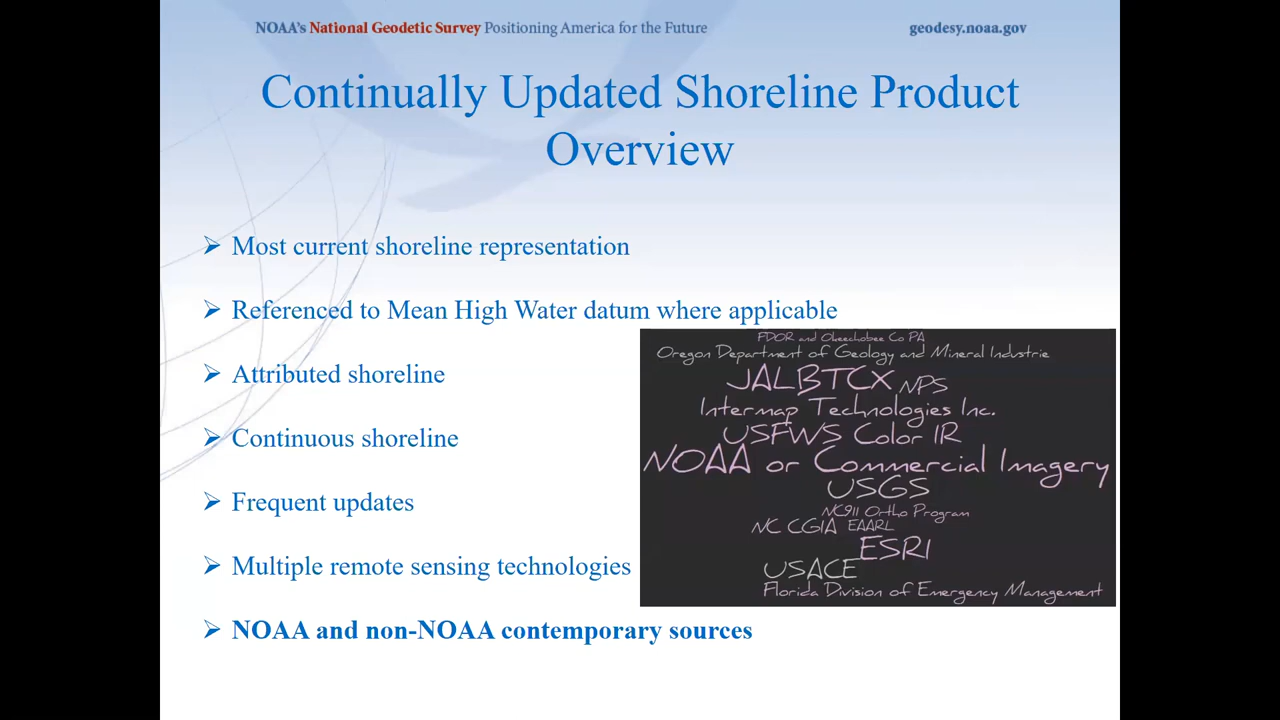 NOAA's National Geodetic Survey Positioning America for the Future geodesy.noaa.gov
Continually Updated Shoreline Product
Overview
Most current shoreline representation
Referenced to Mean High Water datum where applicable
Attributed shoreline
Continuous shoreline
Frequent updates
Multiple remote sensing technologies
NOAA and non-NOAA contemporary sources
FDOR and Okeechobee Co PA
Oregon Department of Geology and Mineral Industrie
JALBTCX NPS
Intermap Technologies Inc.
USFWS Color IR
NOAA or Commercial Imagery
USGS
NC911 Ortho Program
NC CGIA EAARL
ESRI
USACE
Florida Division of Emergency Management